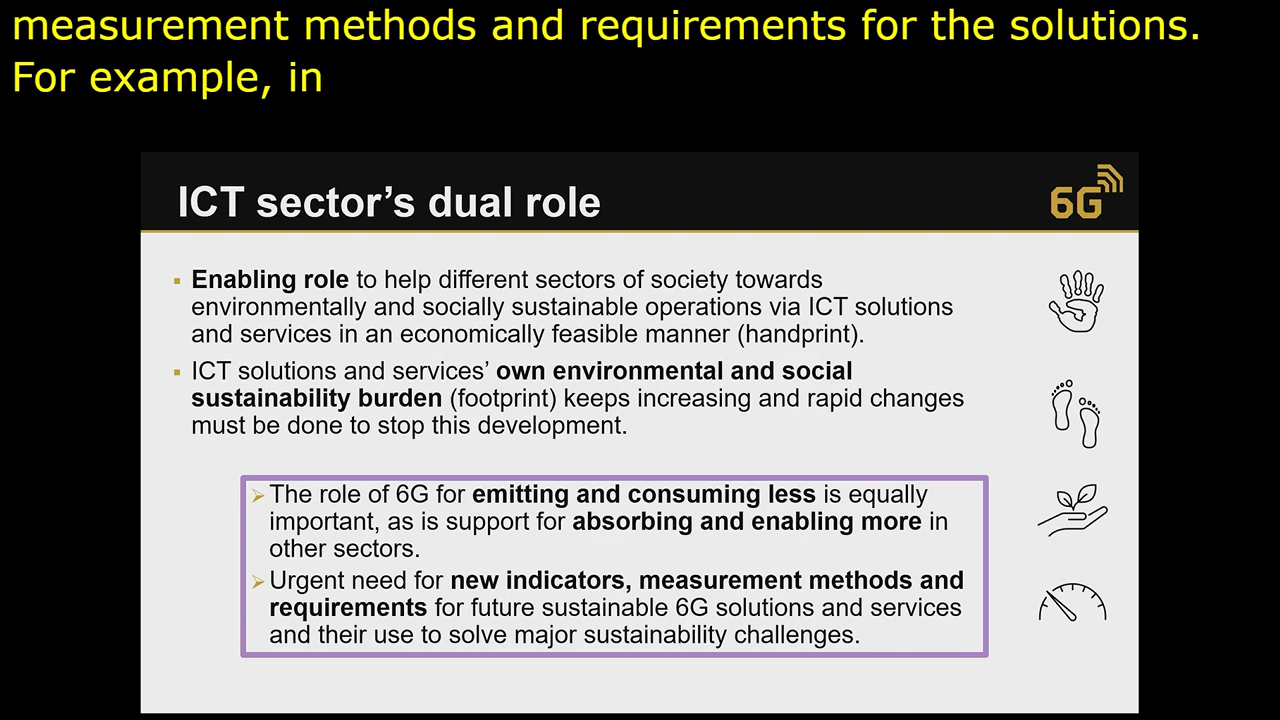 measurement methods and requirements for the solutions.
For example, in
ICT sector’s dual role
6G
▪ Enabling role to help different sectors of society towards
environmentally and socially sustainable operations via ICT solutions
and services in an economically feasible manner (handprint).
▪ ICT solutions and services’ own environmental and social
sustainability burden (footprint) keeps increasing and rapid changes
must be done to stop this development.
➢ The role of 6G for emitting and consuming less is equally
important, as is support for absorbing and enabling more in
other sectors.
➢ Urgent need for new indicators, measurement methods and
requirements for future sustainable 6G solutions and services
and their use to solve major sustainability challenges.